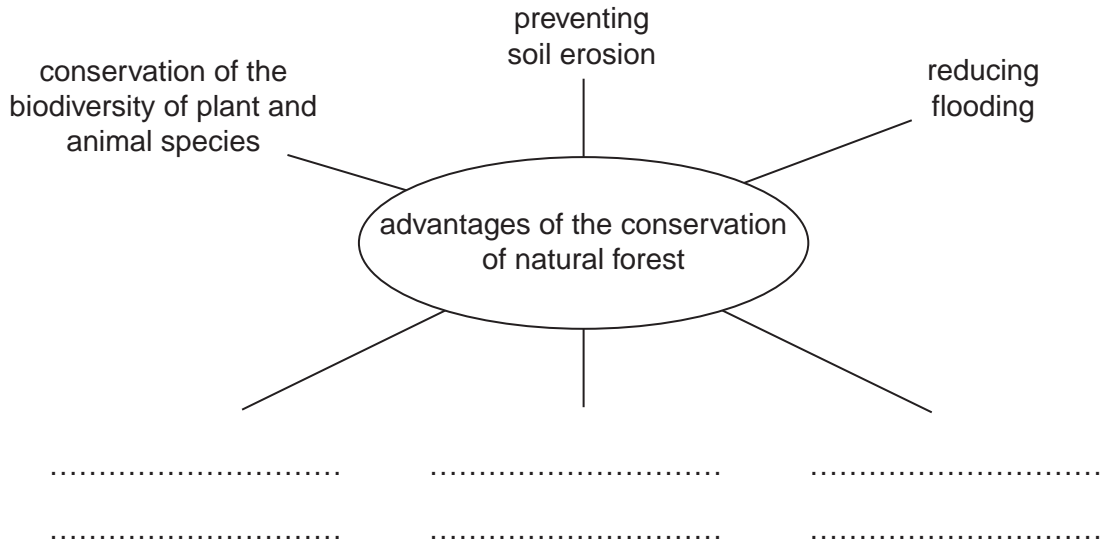 preventing
soil erosion
conservation of the
biodiversity of plant and
animal species
reducing
flooding
advantages of the conservation
of natural forest
.............................. .............................. ..............................
.............................. .............................. ..............................